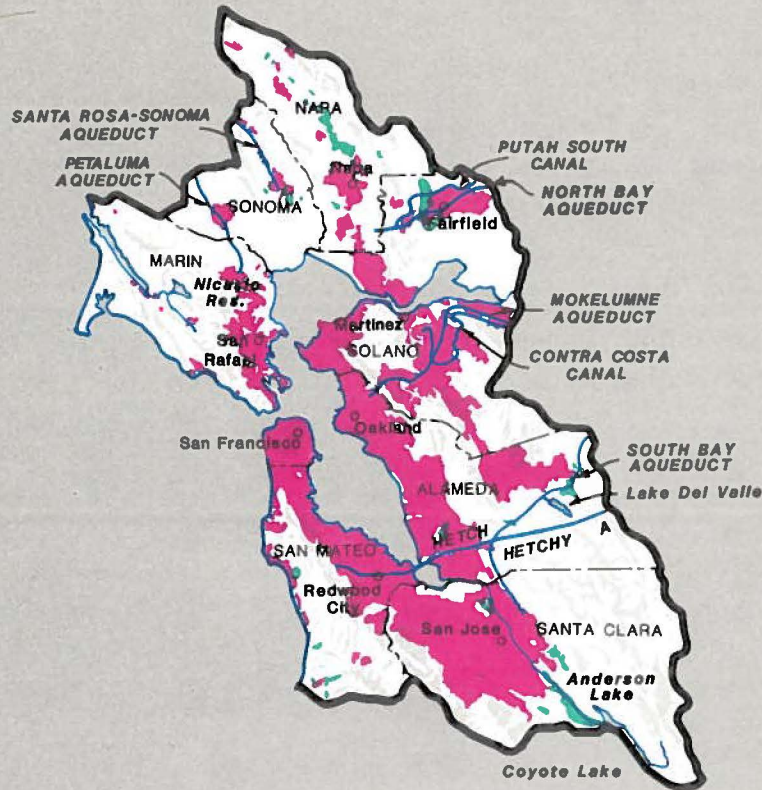 SANTA ROSA-SONOMA
AQUEDUCT
PETALUMA
AQUEDUCT
NARA
PUTAH SOUTH
CANAL
Napa
NORTH BAY
AQUEDUCT
SONOMA
Fairfield
MARIN
Nicasio
Res.
MOKELUMNE
AQUEDUCT
Martinez
SOLANO
San
Rafael
CONTRA COSTA
CANAL
San Francisco
Oakland
SOUTH BAY
AQUEDUCT
ALAMEDA
Lake Del Valle
HETCH
HETCHY
A
SAN MATEO
Redwood
City
San Jose
SANTA CLARA
Anderson
Lake
Coyote Lake